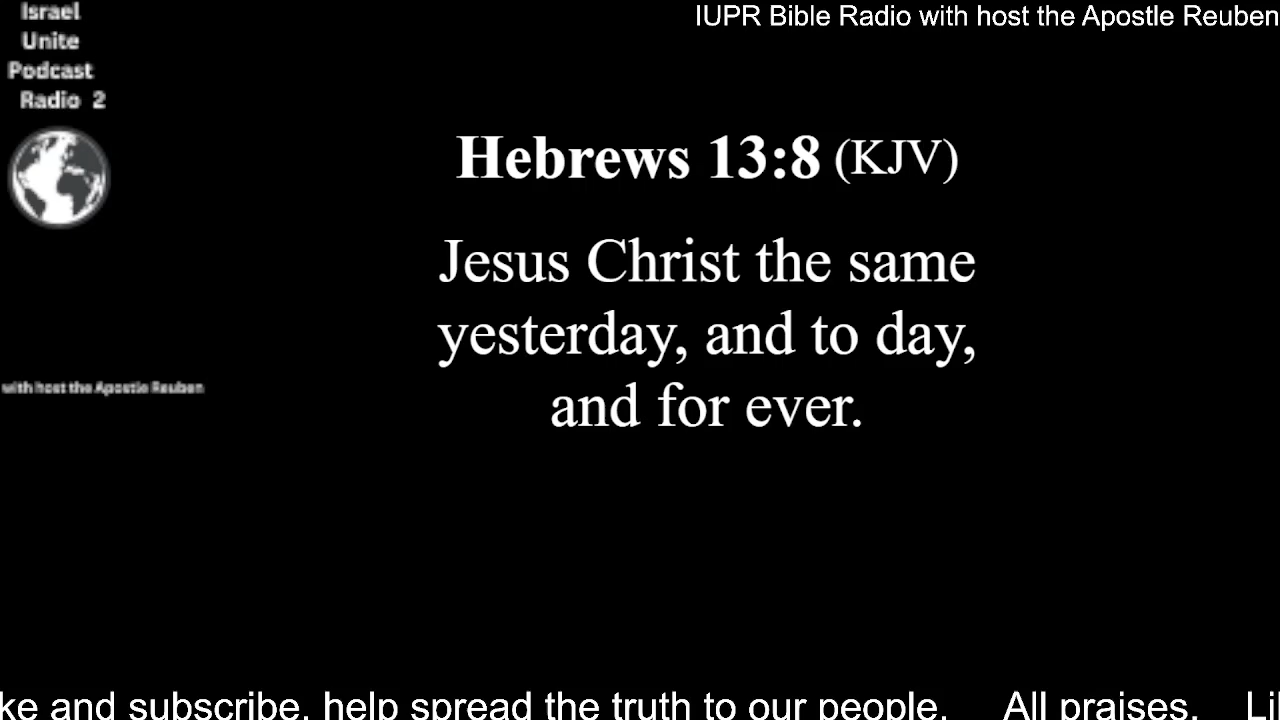 Israel
Unite
Podcast
Radio 2
with host the Apostle Reuben
IUPR Bible Radio with host the Apostle Reuben
Hebrews 13:8 (KJV)
Jesus Christ the same
yesterday, and to day,
and for ever.
ke and subscribe, help spread the truth to our people. All praises. Li